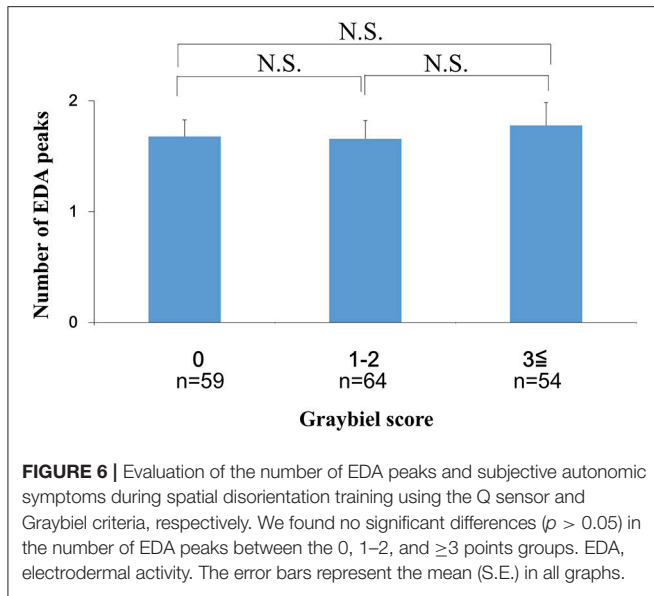 N.S.
N.S.
N.S.
2
1
0
Number of EDA peaks
0
1-2
3≦
n=59
n=64
n=54
Graybiel score
FIGURE 6 | Evaluation of the number of EDA peaks and subjective autonomic
symptoms during spatial disorientation training using the Q sensor and
Graybiel criteria, respectively. We found no significant differences (p > 0.05) in
the number of EDA peaks between the 0, 1–2, and ≥3 points groups. EDA,
electrodermal activity. The error bars represent the mean (S.E.) in all graphs.